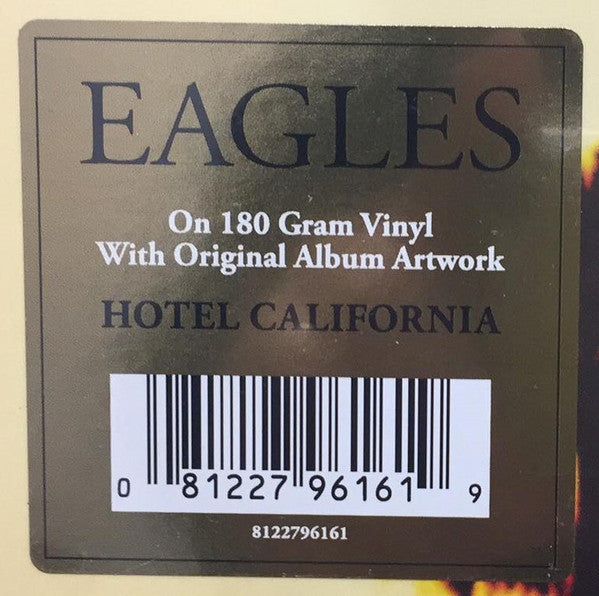 EAGLES
On 180 Gram Vinyl
With Original Album Artwork
HOTEL CALIFORNIA
0 81227 96161 9
8122796161